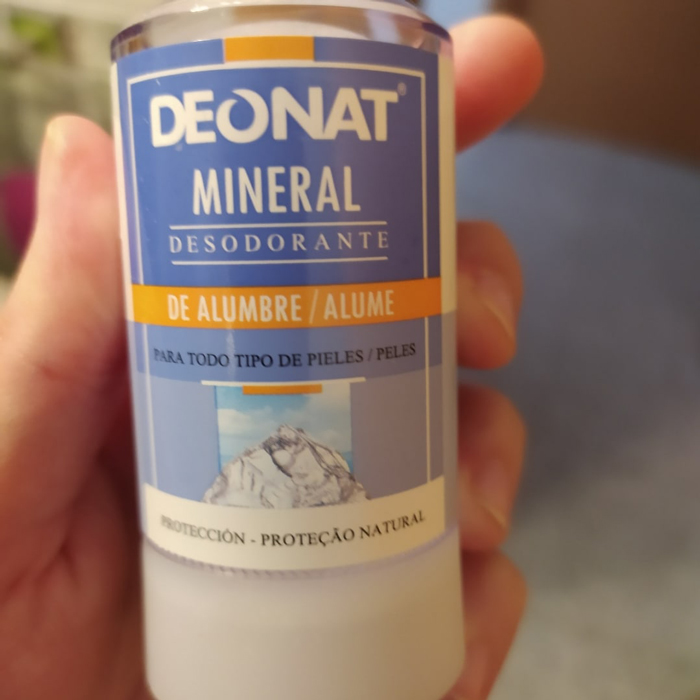 DEONAT®
MINERAL
DESODORANTE
DE ALUMBRE / ALUME
PARA TODO TIPO DE PIELES / PELES
PROTECCIÓN - PROTEÇÃO NATURAL